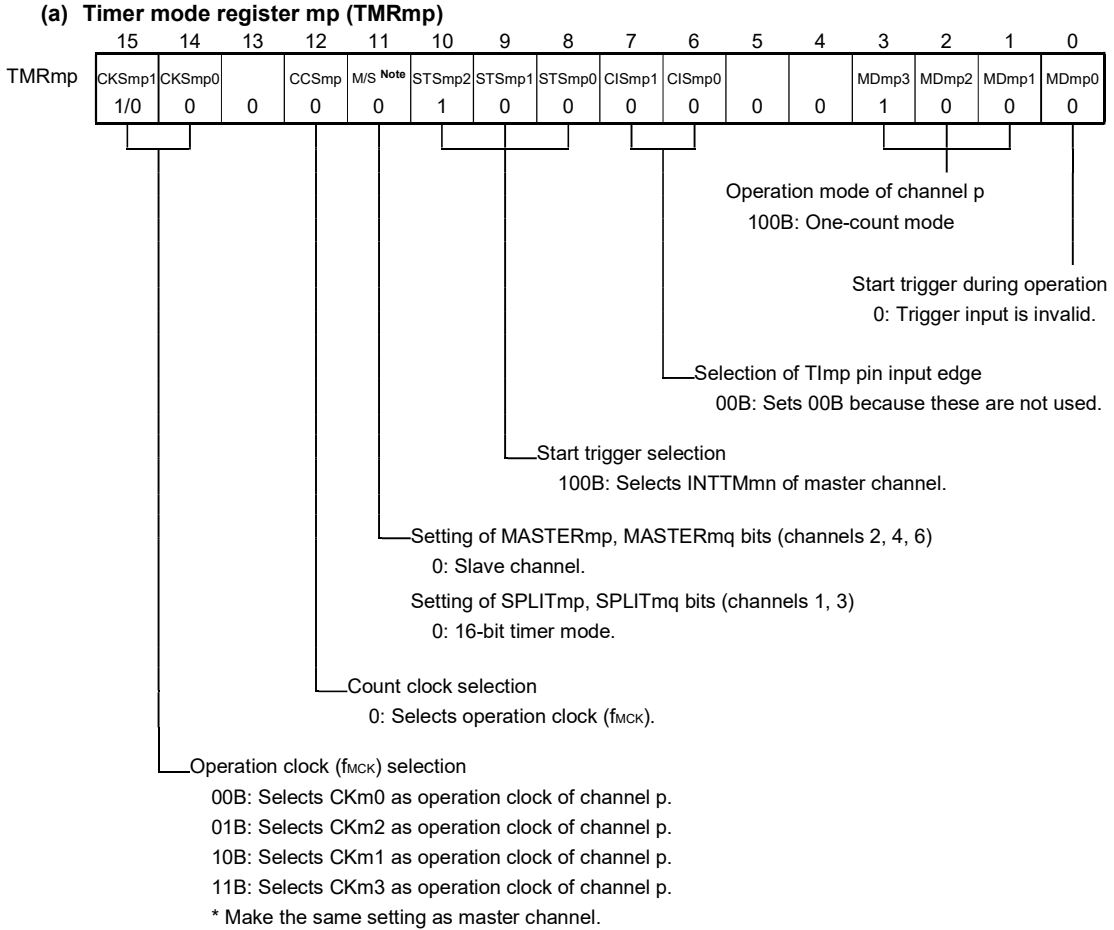 (a) Timer mode register mp (TMRmp)
15 14 13 12 11 10 9 8 7 6 5 4 3 2 1 0
TMRmp CKSmp1 CKSmp0 CCSmp M/S Note STSmp2 STSmp1 STSmp0 CISmp1 CISmp0 MDmp3 MDmp2 MDmp1 MDmp0
1/0 0 0 0 0 1 0 0 0 0 0 0 1 0 0 0
Operation mode of channel p
100B: One-count mode
Start trigger during operation
0: Trigger input is invalid.
Selection of TImp pin input edge
00B: Sets 00B because these are not used.
Start trigger selection
100B: Selects INTTMmn of master channel.
Setting of MASTERmp, MASTERmq bits (channels 2, 4, 6)
0: Slave channel.
Setting of SPLITmp, SPLITmq bits (channels 1, 3)
0: 16-bit timer mode.
Count clock selection
0: Selects operation clock (fMCK).
Operation clock (fMCK) selection
00B: Selects CKm0 as operation clock of channel p.
01B: Selects CKm2 as operation clock of channel p.
10B: Selects CKm1 as operation clock of channel p.
11B: Selects CKm3 as operation clock of channel p.
* Make the same setting as master channel.